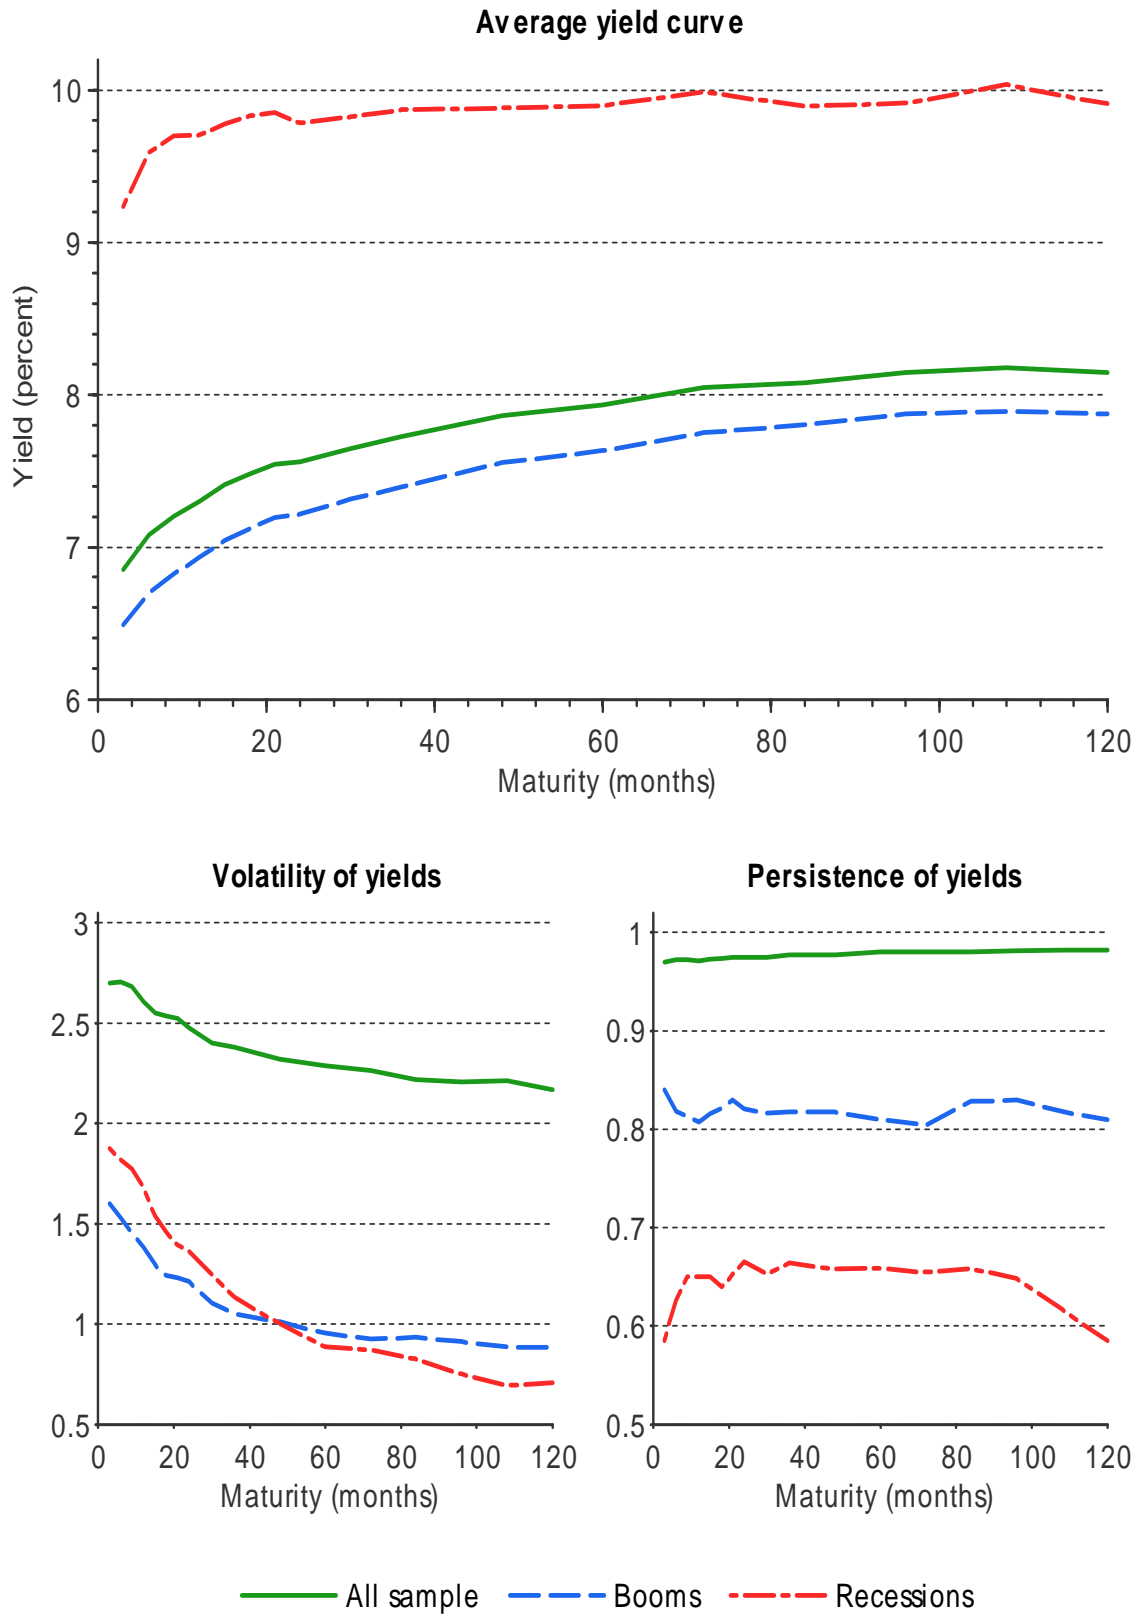 Average yield curve
10
9
8
7
6
Yield (percent)
0 20 40 60 80 100 120
Maturity (months)
Volatility of yields
3
2.5
2
1.5
1
0.5
0 20 40 60 80 100 120
Maturity (months)
Persistence of yields
1
0.9
0.8
0.7
0.6
0.5
0 20 40 60 80 100 120
Maturity (months)
All sample Booms Recessions